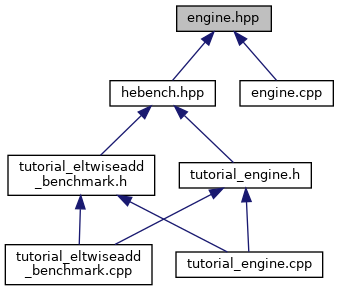 engine.hpp
hebench.hpp
engine.cpp
tutorial_eltwiseadd
_benchmark.h
tutorial_engine.h
tutorial_eltwiseadd
_benchmark.cpp
tutorial_engine.cpp